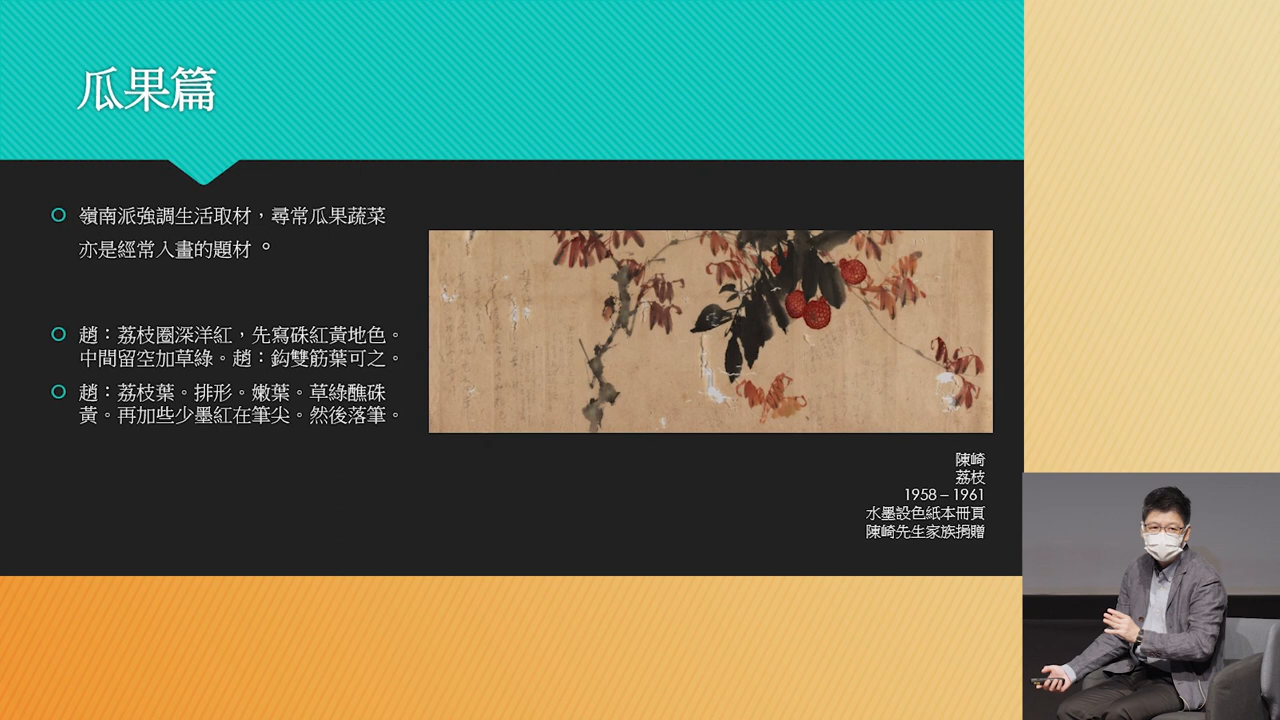 瓜果篇
嶺南派強調生活取材，尋常瓜果蔬菜
亦是經常入畫的題材。
趙：荔枝圈深洋紅，先寫硃紅黃地色。
中間留空加草綠。趙：鈎雙筋葉可之。
趙：荔枝葉。排形。嫩葉。草綠醮硃
黃。再加些少墨紅在筆尖。然後落筆。
陳崎
荔枝
1958 – 1961
水墨設色紙本冊頁
陳崎先生家族捐贈